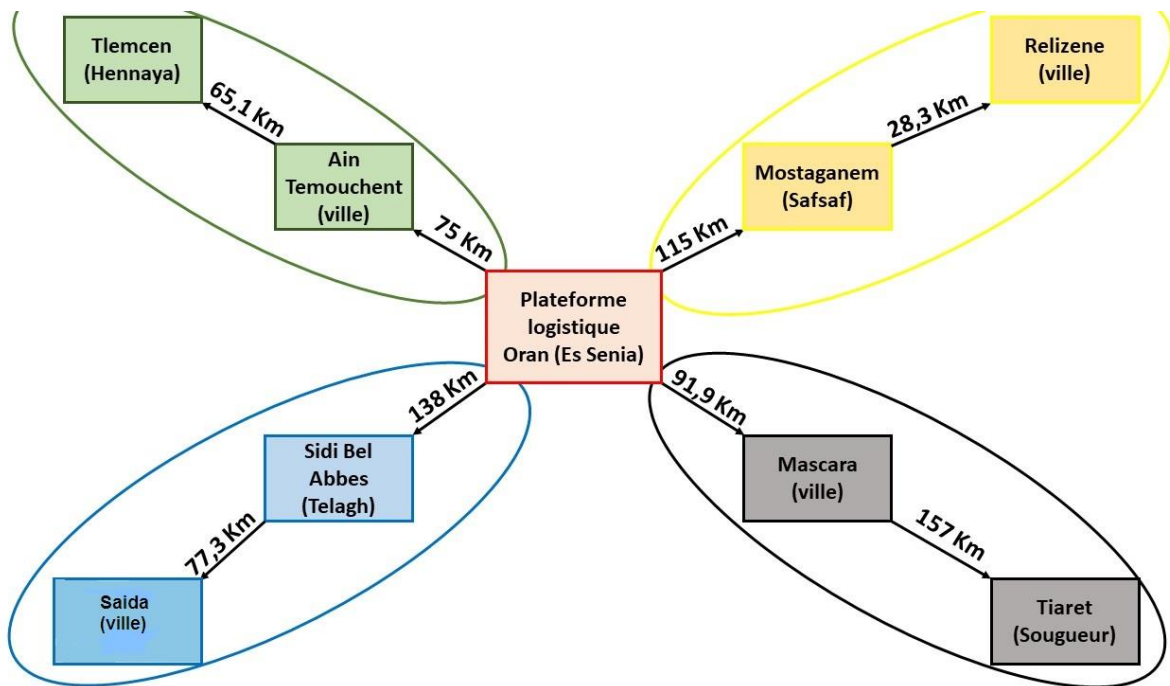 Tlemcen
(Hennaya)
65,1 Km
Ain
Temouchent
(ville)
75 Km
Relizene
(ville)
28,3 Km
Mostaganem
(Safsaf)
115 Km
Plateforme
logistique
Oran (Es Senia)
138 Km
Sidi Bel
Abbes
(Telagh)
77,3 Km
Saida
(ville)
91,9 Km
Mascara
(ville)
157 Km
Tiaret
(Sougueur)